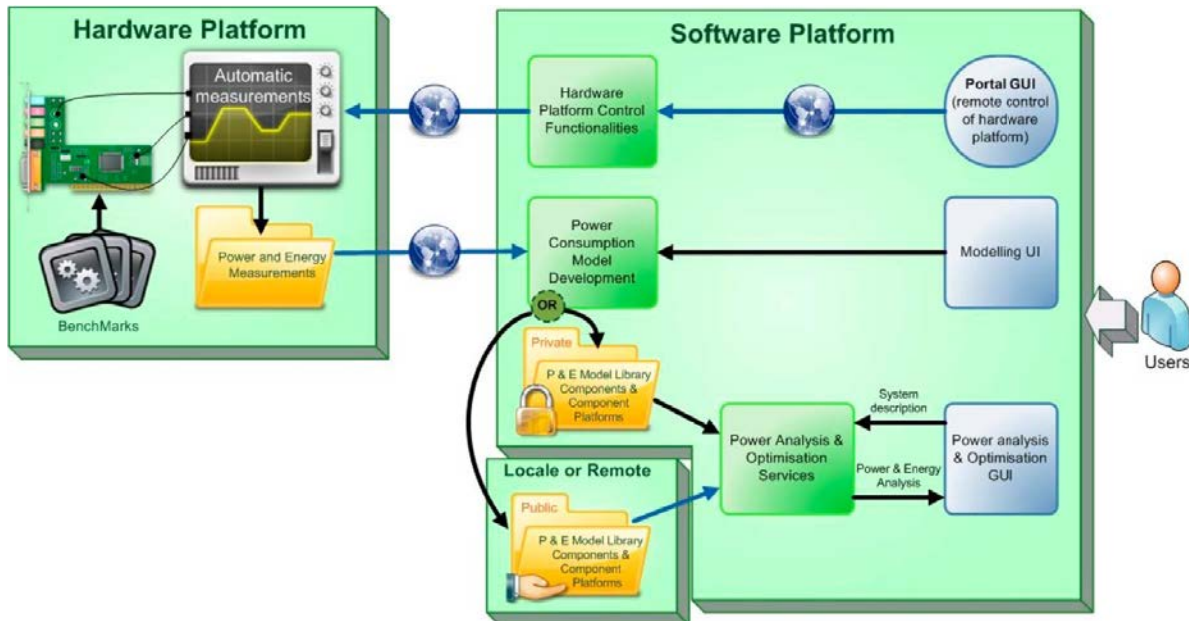 Hardware Platform
Automatic
measurements
Power and Energy
Measurements
BenchMarks
Software Platform
Hardware
Platform Control
Functionalities
Portal GUI
(remote control
of hardware
platform)
Power
Consumption
Model
Development
Modelling UI
OR
Private
P & E Model Library
Components &
Component
Platforms
Locale or Remote
Public
P & E Model Library
Components &
Component
Platforms
Power Analysis &
Optimisation
Services
System
description
Power & Energy
Analysis
Power analysis
& Optimisation
GUI
Users